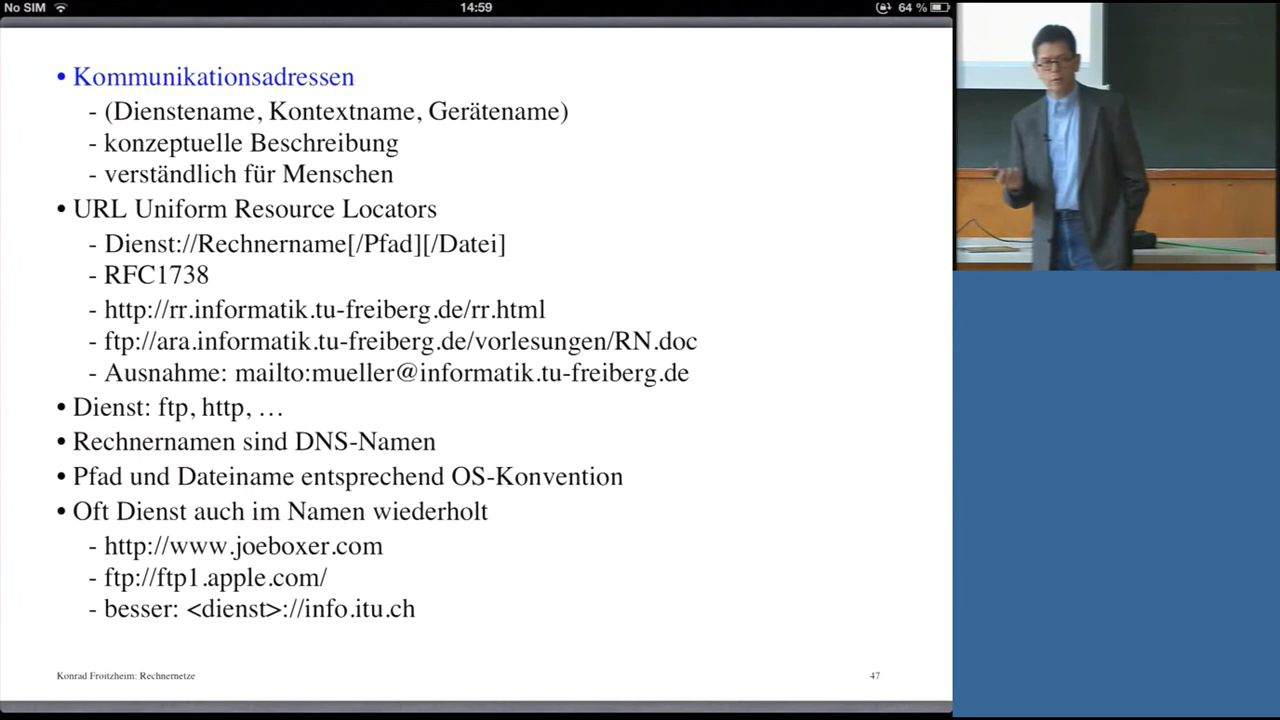 No SIM 14:59 64 %
• Kommunikationsadressen
- (Dienstename, Kontextname, Gerätename)
- konzeptuelle Beschreibung
- verständlich für Menschen
• URL Uniform Resource Locators
- Dienst://Rechnername[/Pfad][/Datei]
- RFC1738
- http://rr.informatik.tu-freiberg.de/rr.html
- ftp://ara.informatik.tu-freiberg.de/vorlesungen/RN.doc
- Ausnahme: mailto:mueller@informatik.tu-freiberg.de
• Dienst: ftp, http, …
• Rechnernamen sind DNS-Namen
• Pfad und Dateiname entsprechend OS-Konvention
• Oft Dienst auch im Namen wiederholt
- http://www.joeboxer.com
- ftp://ftp1.apple.com/
- besser: <dienst>://info.itu.ch
Konrad Froitzheim: Rechnernetze 47